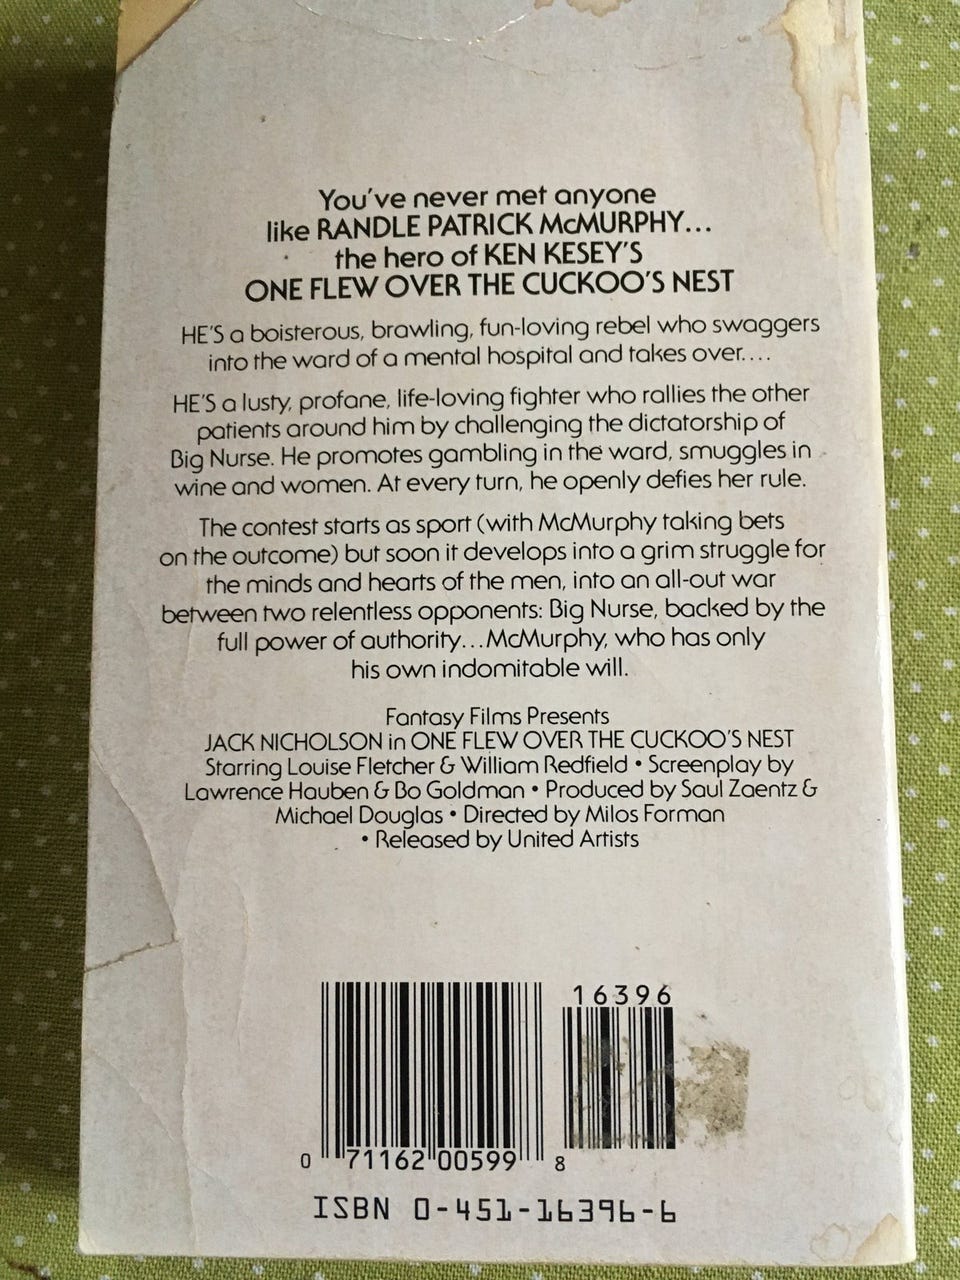 You've never met anyone
like RANDLE PATRICK McMURPHY...
the hero of KEN KESEY'S
ONE FLEW OVER THE CUCKOO'S NEST
HE'S a boisterous, brawling, fun-loving rebel who swaggers
into the ward of a mental hospital and takes over....
HE'S a lusty, profane, life-loving fighter who rallies the other
patients around him by challenging the dictatorship of
Big Nurse. He promotes gambling in the ward, smuggles in
wine and women. At every turn, he openly defies her rule.
The contest starts as sport (with McMurphy taking bets
on the outcome) but soon it develops into a grim struggle for
the minds and hearts of the men, into an all-out war
between two relentless opponents: Big Nurse, backed by the
full power of authority...McMurphy, who has only
his own indomitable will.
Fantasy Films Presents
JACK NICHOLSON in ONE FLEW OVER THE CUCKOO'S NEST
Starring Louise Fletcher & William Redfield • Screenplay by
Lawrence Hauben & Bo Goldman • Produced by Saul Zaentz &
Michael Douglas • Directed by Milos Forman
• Released by United Artists
16396
0 71162 00599 8
ISBN 0-451-16396-6